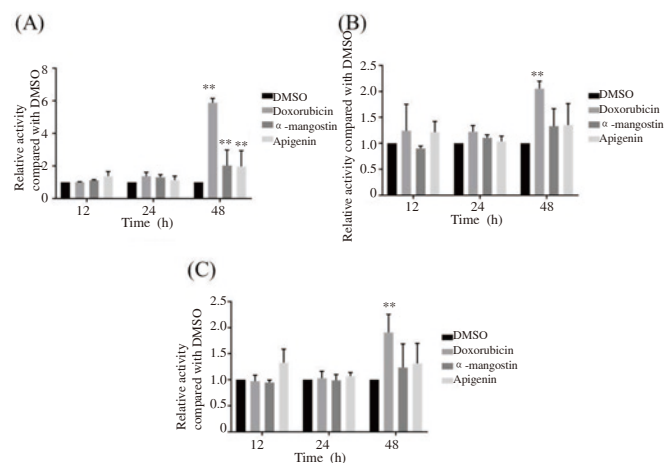 (A)
Relative activity
compared with DMSO
8
6
4
2
0
**
** **
12 24 48
Time (h)
DMSO
Doxorubicin
α-mangostin
Apigenin
(B)
Relative activity compared with DMSO
2.5
2.0
1.5
1.0
0.5
0.0
**
12 24 48
Time (h)
DMSO
Doxorubicin
α-mangostin
Apigenin
(C)
Relative activity
compared with DMSO
2.5
2.0
1.5
1.0
0.5
0.0
**
12 24 48
Time (h)
DMSO
Doxorubicin
α-mangostin
Apigenin